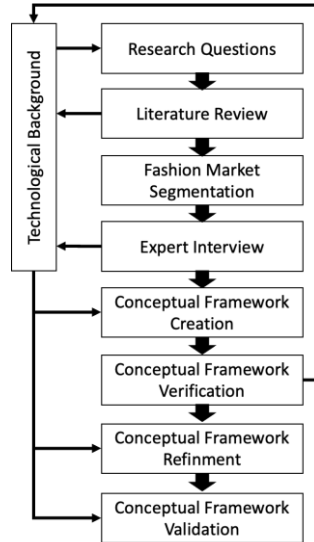 Technological Background
Research Questions
Literature Review
Fashion Market
Segmentation
Expert Interview
Conceptual Framework
Creation
Conceptual Framework
Verification
Conceptual Framework
Refinment
Conceptual Framework
Validation